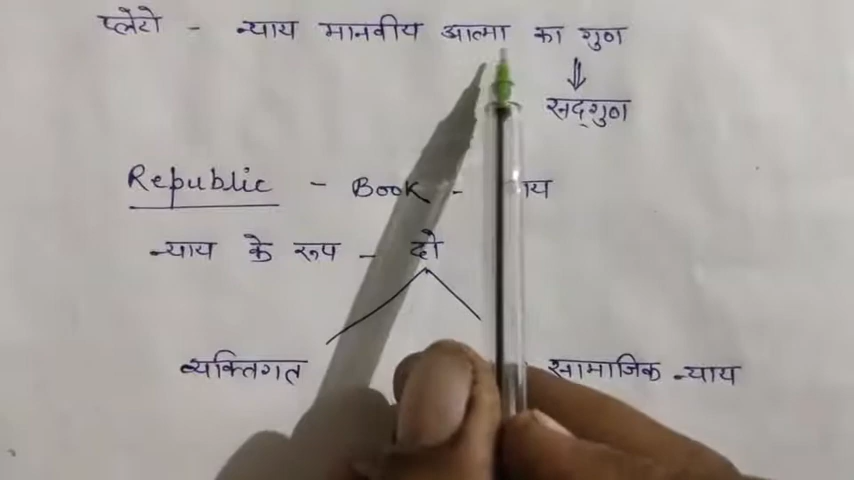 प्लेटो - न्याय मानवीय आत्मा का गुण
⇓
सद्गुण
Republic - Book -
न्याय के रूप - दो
व्यक्तिगत सामाजिक न्याय